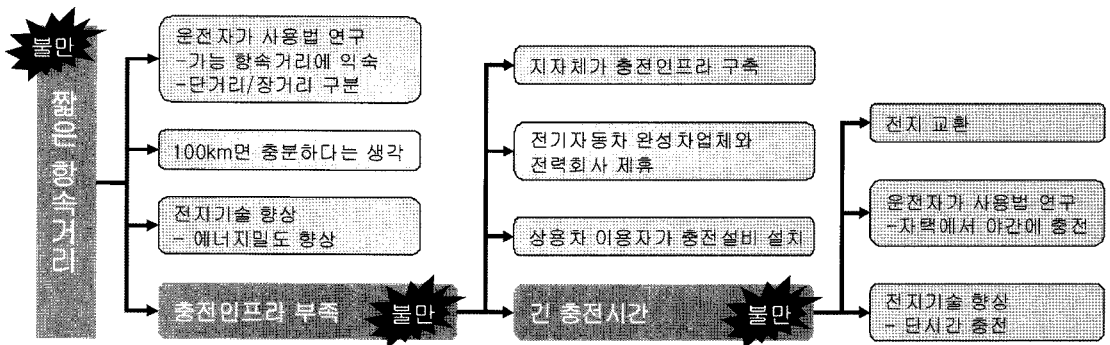 불만
짧은 항속거리
운전자가 사용법 연구
-가능 항속거리에 익숙
-단거리/장거리 구분
100km면 충분하다는 생각
전지기술 향상
- 에너지밀도 향상
충전인프라 부족
불만
지자체가 충전인프라 구축
전기자동차 완성차업체와
전력회사 제휴
상용차 이용자가 충전설비 설치
긴 충전시간
불만
전지 교환
운전자가 사용법 연구
-자택에서 야간에 충전
전지기술 향상
- 단시간 충전